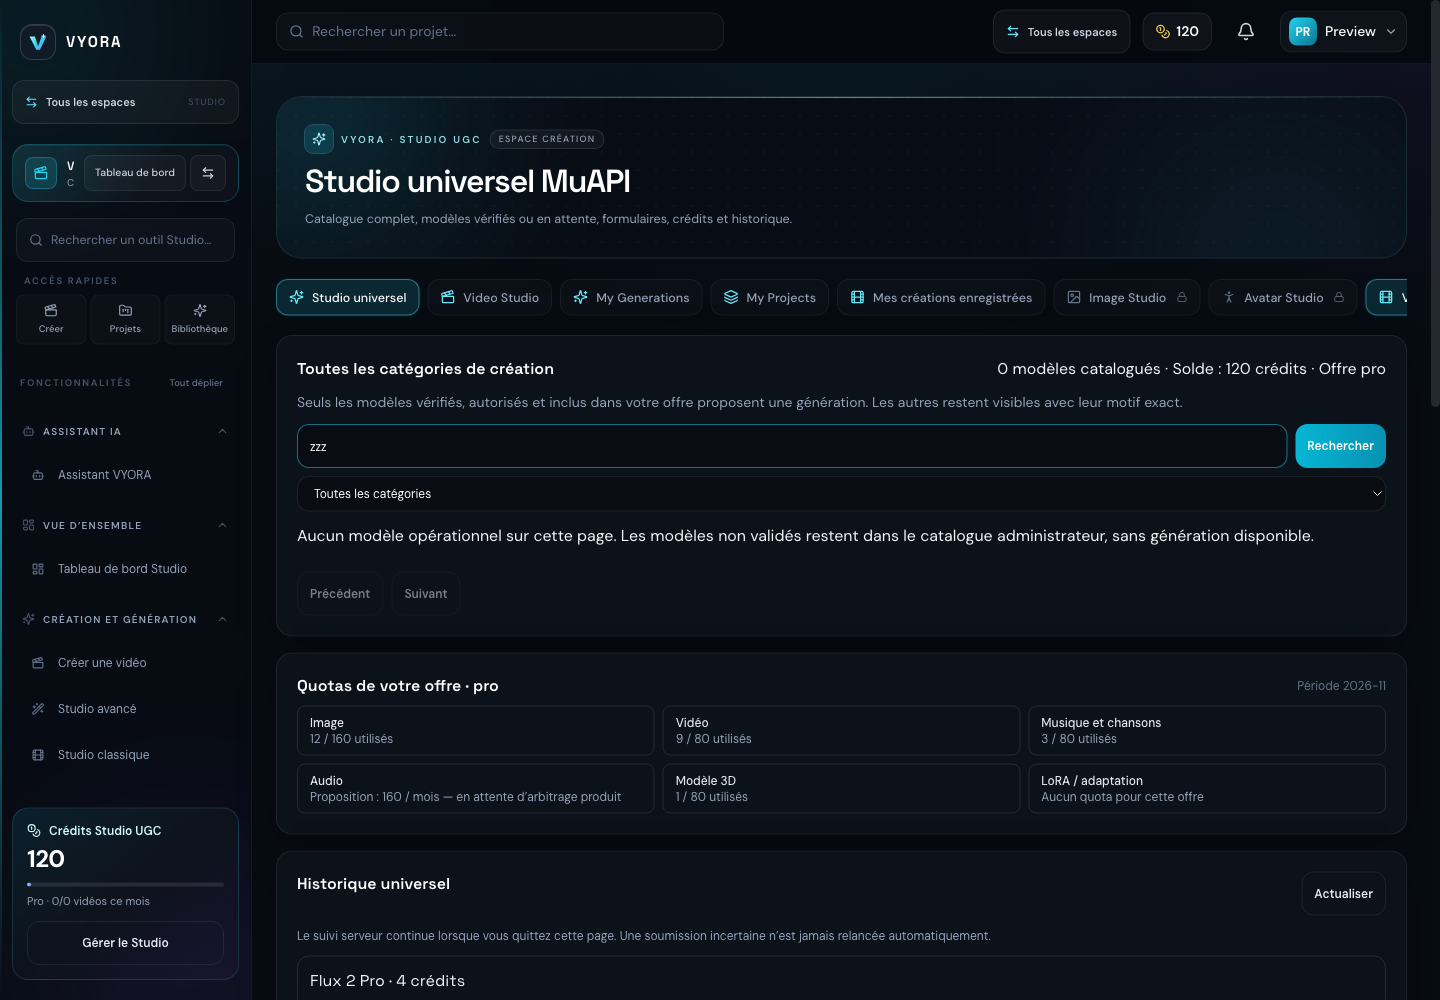 VYORA
Tous les espaces
STUDIO
V
C
Tableau de bord
Rechercher un outil Studio...
ACCÈS RAPIDES
Créer
Projets
Bibliothèque
FONCTIONNALITÉS
Tout déplier
ASSISTANT IA
Assistant VYORA
VUE D'ENSEMBLE
Tableau de bord Studio
CRÉATION ET GÉNÉRATION
Créer une vidéo
Studio avancé
Studio classique
Crédits Studio UGC
120
Pro · 0/0 vidéos ce mois
Gérer le Studio
Rechercher un projet...
Tous les espaces
120
PR
Preview
VYORA · STUDIO UGC
ESPACE CRÉATION
Studio universel MuAPI
Catalogue complet, modèles vérifiés ou en attente, formulaires, crédits et historique.
Studio universel
Video Studio
My Generations
My Projects
Mes créations enregistrées
Image Studio
Avatar Studio
Toutes les catégories de création
0 modèles catalogués · Solde : 120 crédits · Offre pro
Seuls les modèles vérifiés, autorisés et inclus dans votre offre proposent une génération. Les autres restent visibles avec leur motif exact.
zzz
Rechercher
Toutes les catégories
Aucun modèle opérationnel sur cette page. Les modèles non validés restent dans le catalogue administrateur, sans génération disponible.
Précédent
Suivant
Quotas de votre offre · pro
Période 2026-11
Image
12 / 160 utilisés
Vidéo
9 / 80 utilisés
Musique et chansons
3 / 80 utilisés
Audio
Proposition : 160 / mois — en attente d'arbitrage produit
Modèle 3D
1 / 80 utilisés
LoRA / adaptation
Aucun quota pour cette offre
Historique universel
Actualiser
Le suivi serveur continue lorsque vous quittez cette page. Une soumission incertaine n'est jamais relancée automatiquement.
Flux 2 Pro · 4 crédits